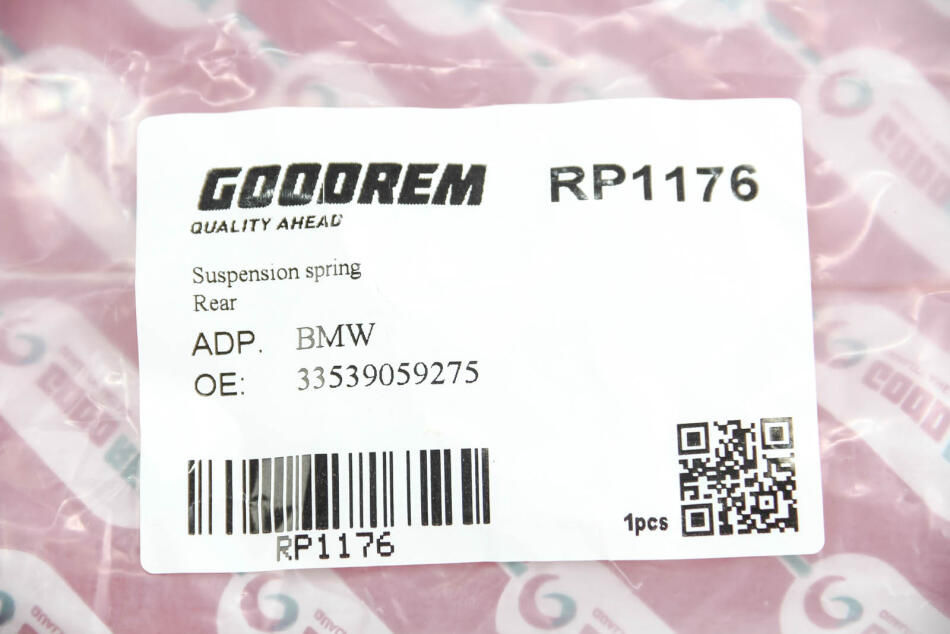 GOODREM
RP1176
QUALITY AHEAD
Suspension spring
Rear
ADP. BMW
OE: 33539059275
1pcs
RP1176